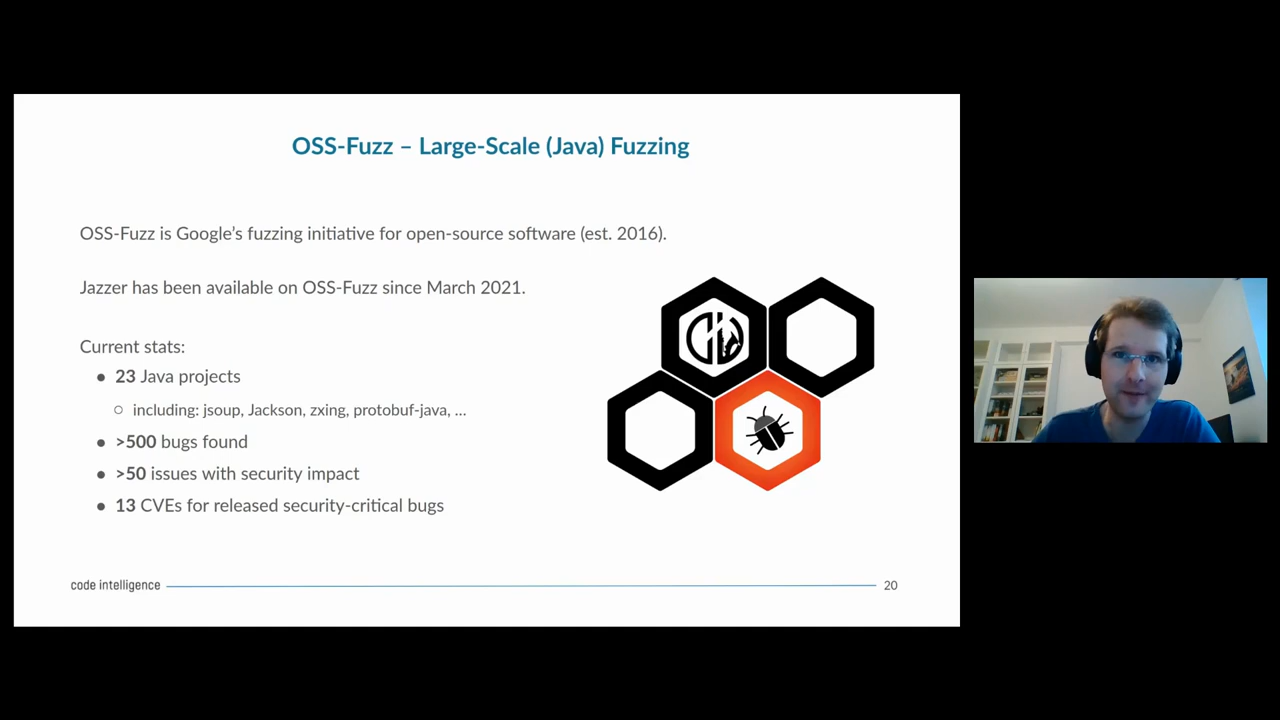 OSS-Fuzz – Large-Scale (Java) Fuzzing
OSS-Fuzz is Google’s fuzzing initiative for open-source software (est. 2016).
Jazzer has been available on OSS-Fuzz since March 2021.
Current stats:
● 23 Java projects
○ including: jsoup, Jackson, zxing, protobuf-java, ...
● >500 bugs found
● >50 issues with security impact
● 13 CVEs for released security-critical bugs
code intelligence
20